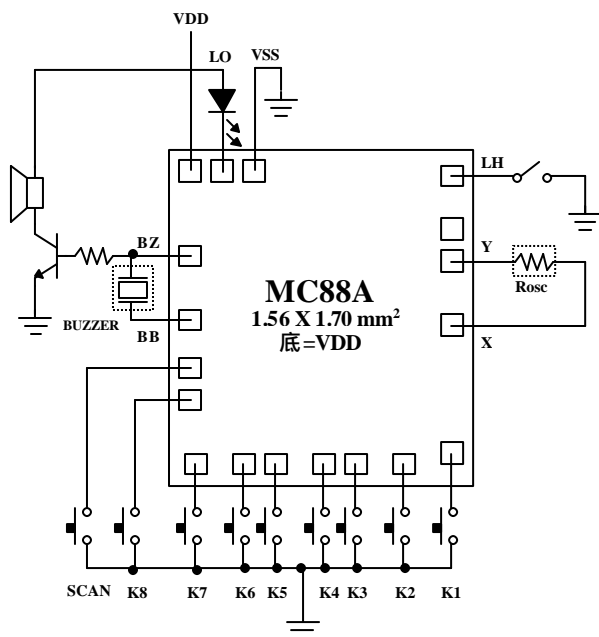 VDD
LO
VSS
LH
BZ
Y
MC88A
1.56 X 1.70 mm²
底=VDD
Rosc
BUZZER
BB
X
SCAN K8 K7 K6 K5 K4 K3 K2 K1